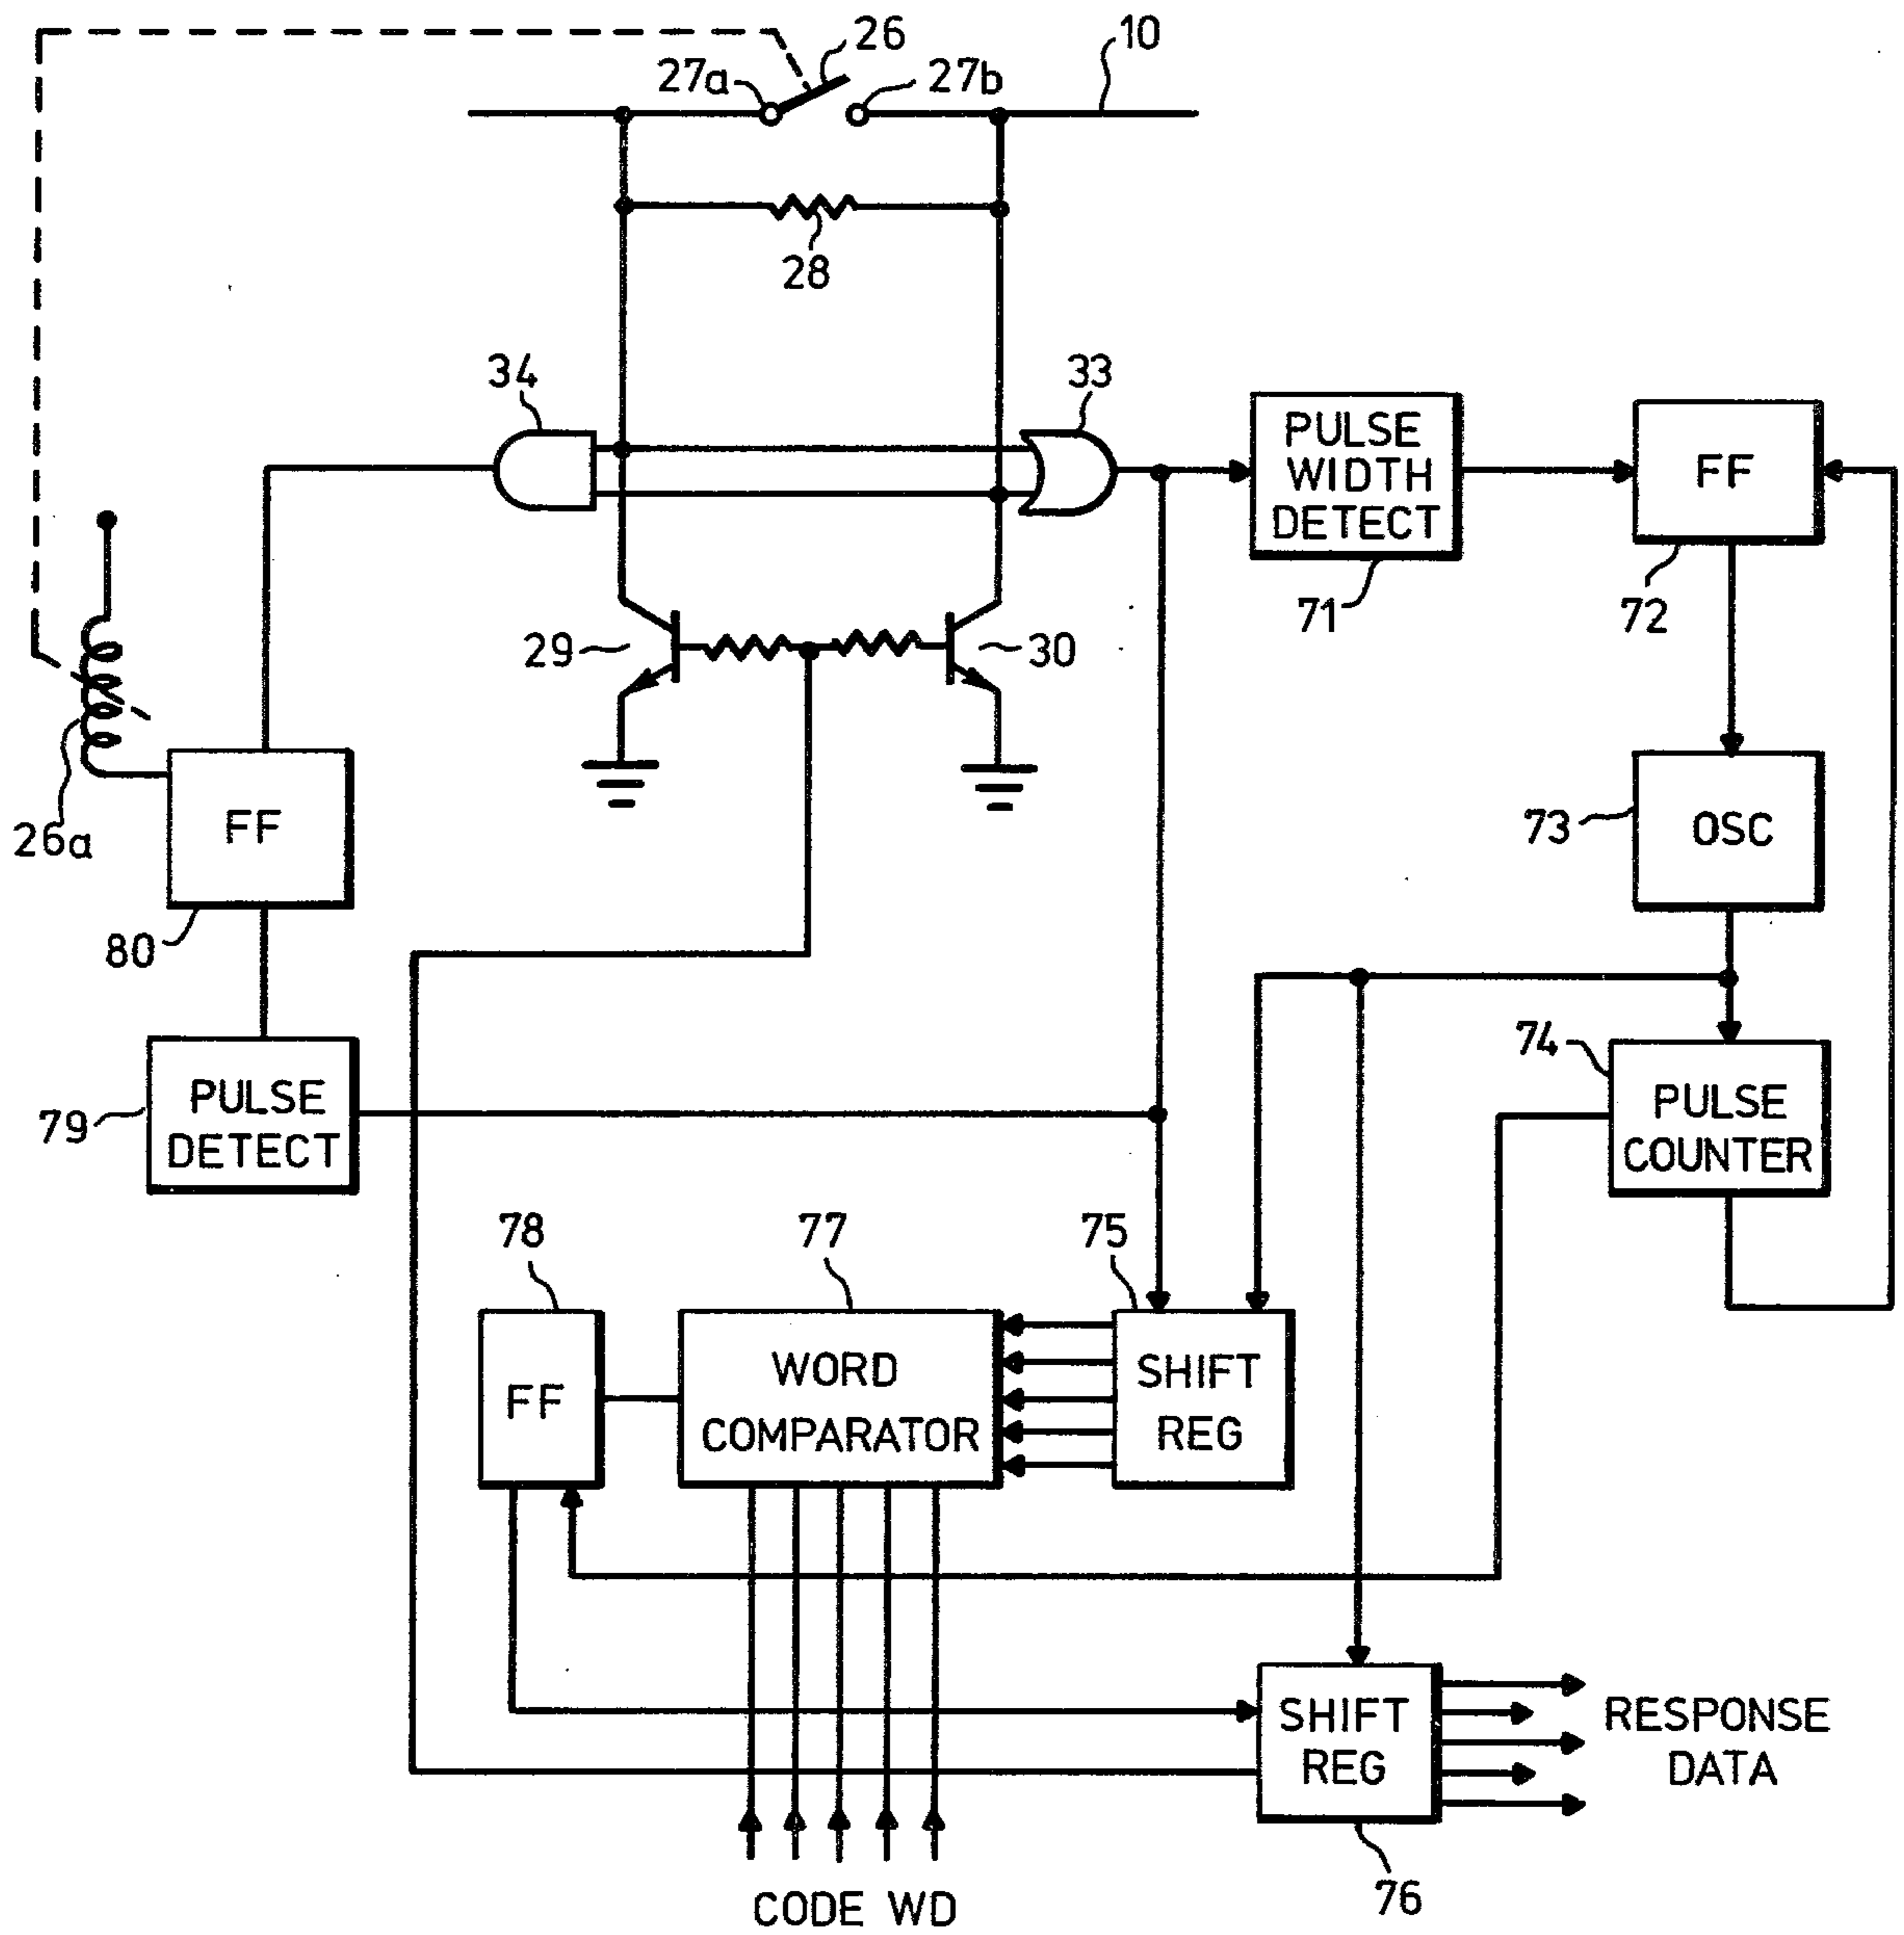 26
10
27a
27b
28
34
33
PULSE
WIDTH
DETECT
FF
71
72
29
30
26a
FF
80
73
OSC
74
PULSE
COUNTER
79
PULSE
DETECT
78
77
75
FF
WORD
COMPARATOR
SHIFT
REG
SHIFT
REG
RESPONSE
DATA
76
CODE WD